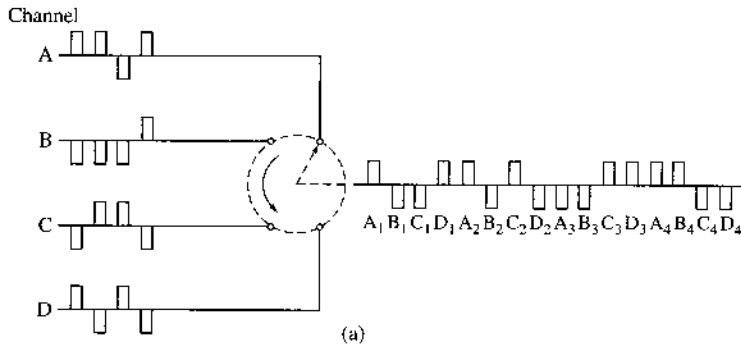 Channel
A
B
C
D
A₁ B₁ C₁ D₁ A₂ B₂ C₂ D₂ A₃ B₃ C₃ D₃ A₄ B₄ C₄ D₄
(a)